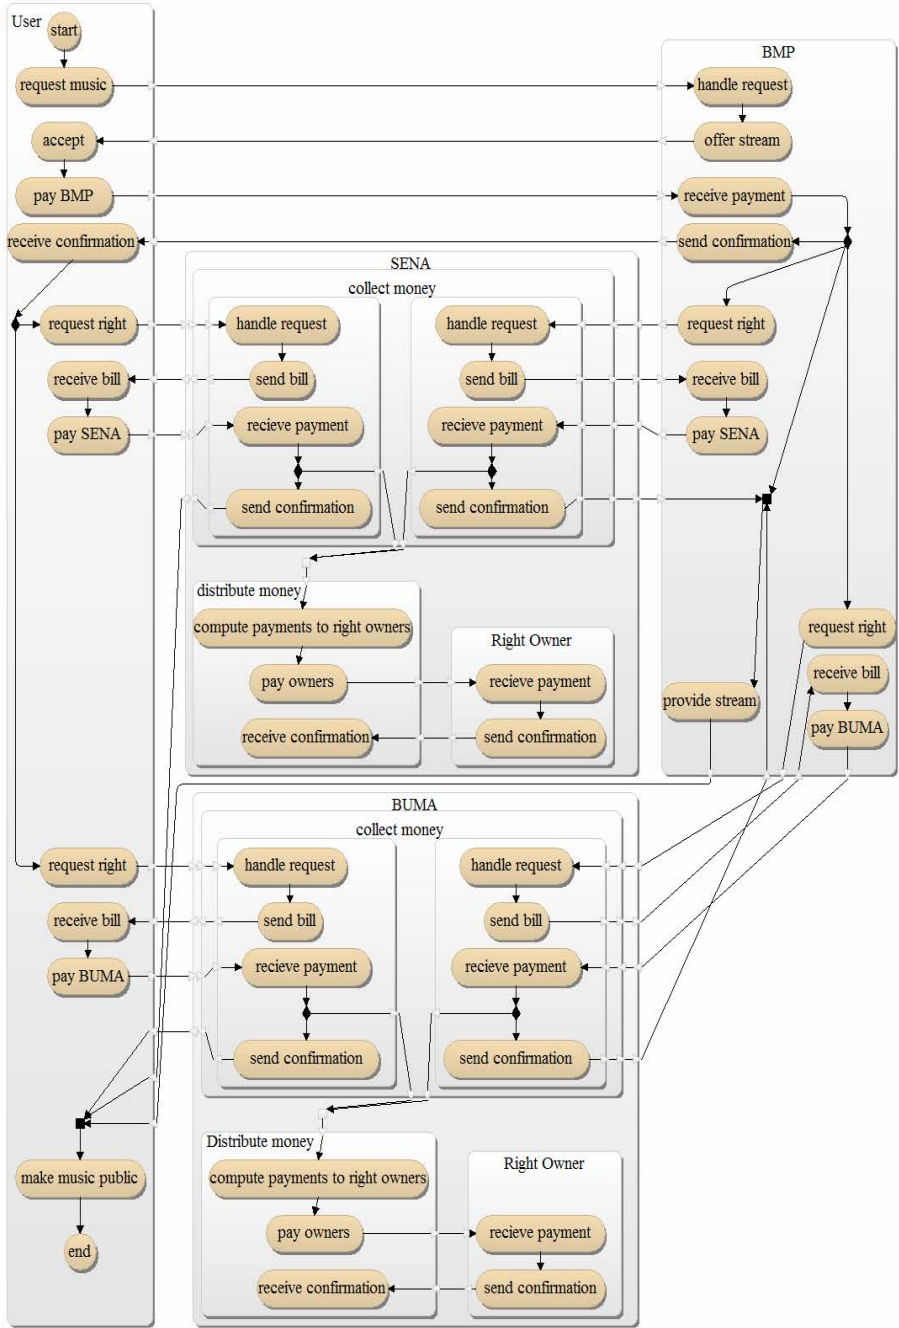 User
start
request music
accept
pay BMP
receive confirmation
request right
receive bill
pay SENA
request right
receive bill
pay BUMA
make music public
end
BMP
handle request
offer stream
receive payment
send confirmation
request right
receive bill
pay SENA
request right
receive bill
pay BUMA
provide stream
SENA
collect money
handle request
send bill
recieve payment
send confirmation
handle request
send bill
recieve payment
send confirmation
distribute money
compute payments to right owners
pay owners
receive confirmation
Right Owner
recieve payment
send confirmation
BUMA
collect money
handle request
send bill
recieve payment
send confirmation
handle request
send bill
recieve payment
send confirmation
Distribute money
compute payments to right owners
pay owners
receive confirmation
Right Owner
recieve payment
send confirmation